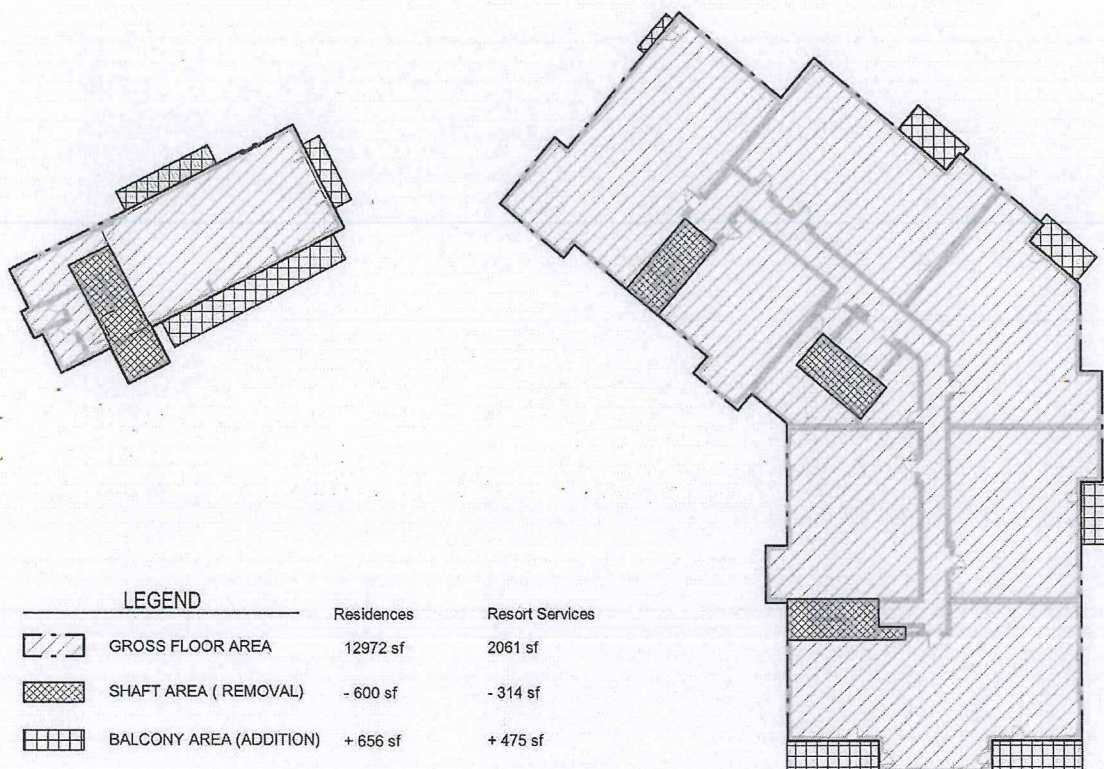 LEGEND
Residences Resort Services
GROSS FLOOR AREA 12972 sf 2061 sf
SHAFT AREA ( REMOVAL) - 600 sf - 314 sf
BALCONY AREA (ADDITION) + 656 sf + 475 sf